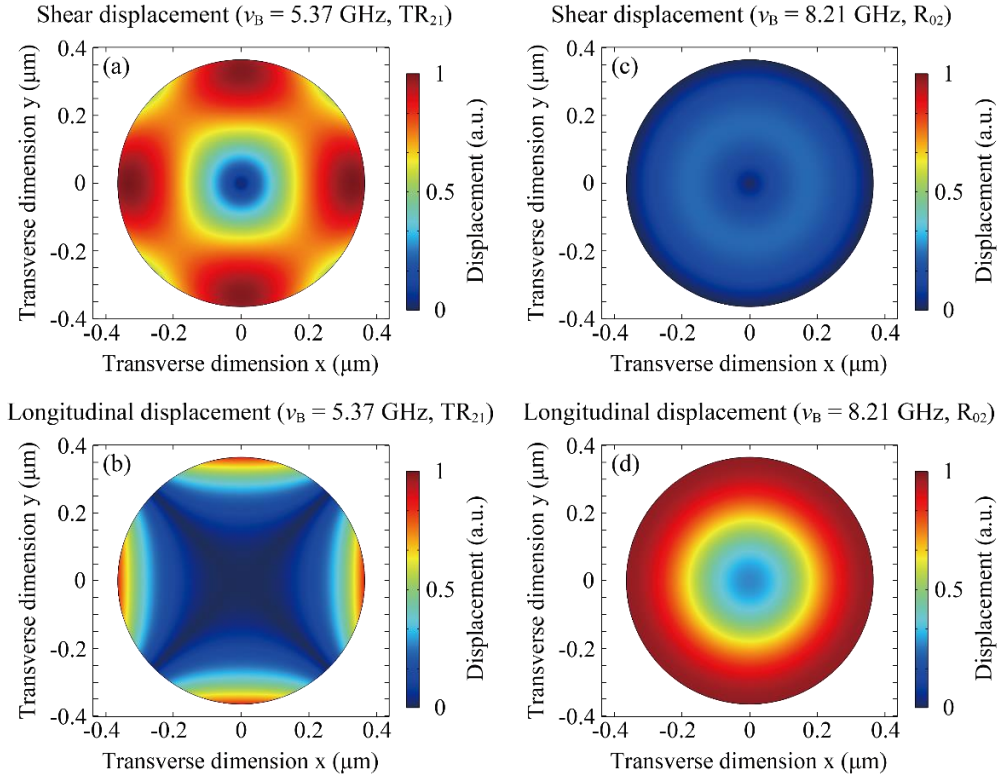 Shear displacement (νB = 5.37 GHz, TR21)
(a)
0.4
0.2
0
-0.2
-0.4
Transverse dimension y (μm)
-0.4 -0.2 0 0.2 0.4
Transverse dimension x (μm)
1
0.5
0
Displacement (a.u.)
Shear displacement (νB = 8.21 GHz, R02)
(c)
0.4
0.2
0
-0.2
-0.4
Transverse dimension y (μm)
-0.4 -0.2 0 0.2 0.4
Transverse dimension x (μm)
1
0.5
0
Displacement (a.u.)
Longitudinal displacement (νB = 5.37 GHz, TR21)
(b)
0.4
0.2
0
-0.2
-0.4
Transverse dimension y (μm)
-0.4 -0.2 0 0.2 0.4
Transverse dimension x (μm)
1
0.5
0
Displacement (a.u.)
Longitudinal displacement (νB = 8.21 GHz, R02)
(d)
0.4
0.2
0
-0.2
-0.4
Transverse dimension y (μm)
-0.4 -0.2 0 0.2 0.4
Transverse dimension x (μm)
1
0.5
0
Displacement (a.u.)